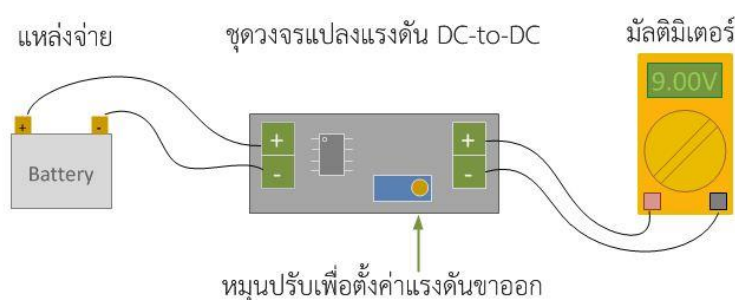 แหล่งจ่าย
ชุดวงจรแปลงแรงดัน DC-to-DC
มัลติมิเตอร์
9.00V
+ -
Battery
+
-
+
-
หมุนปรับเพื่อตั้งค่าแรงดันขาออก